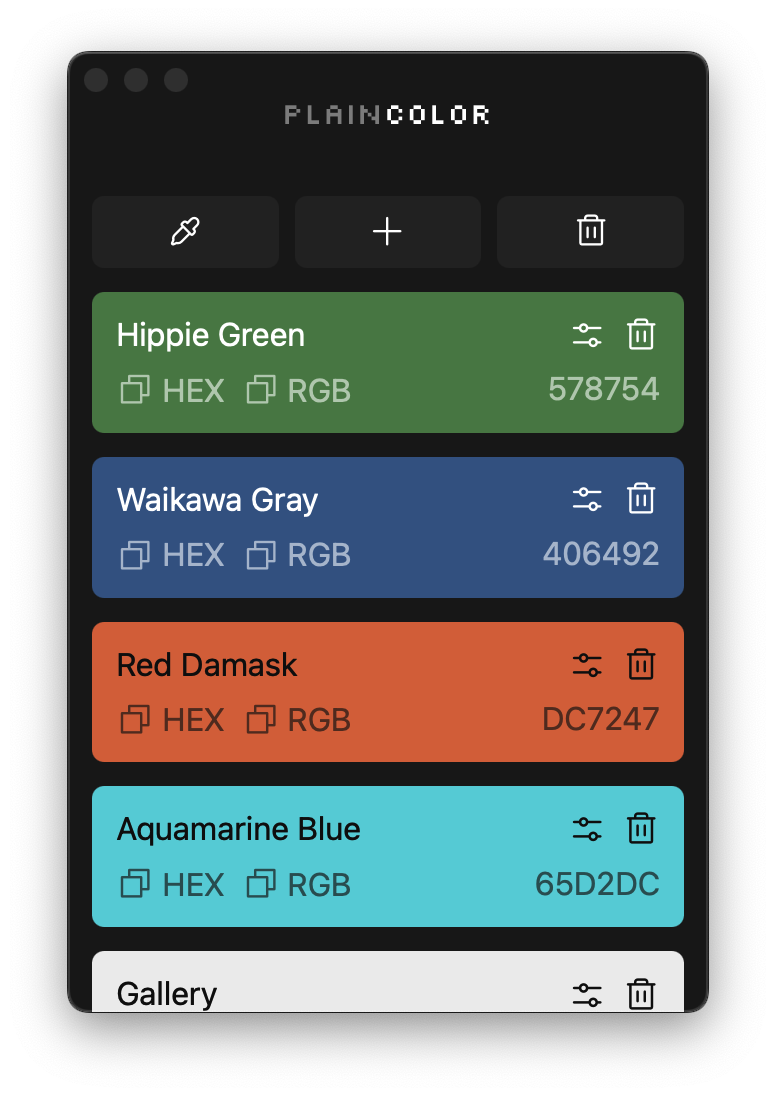 PLAINCOLOR
Hippie Green
HEX RGB 578754
Waikawa Gray
HEX RGB 406492
Red Damask
HEX RGB DC7247
Aquamarine Blue
HEX RGB 65D2DC
Gallery